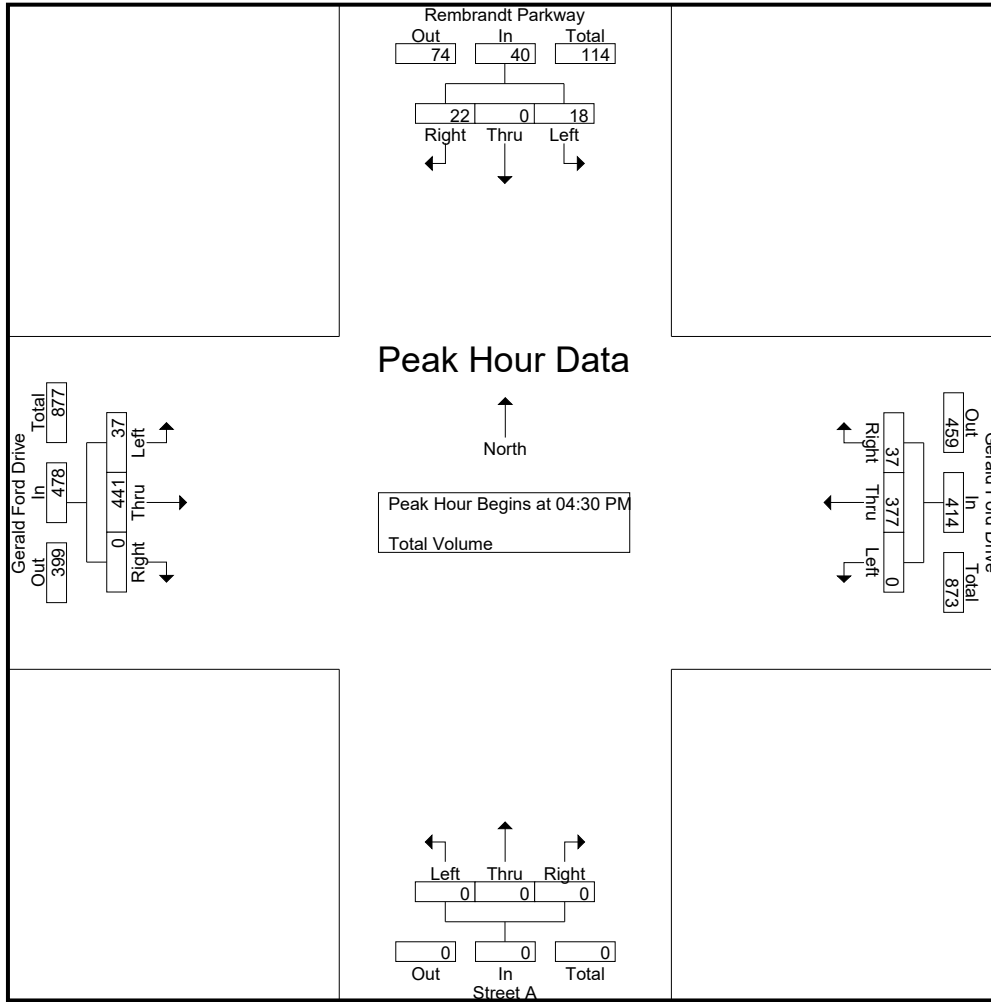 Rembrandt Parkway
Out In Total
74 40 114
22 0 18
Right Thru Left
Peak Hour Data
North
Peak Hour Begins at 04:30 PM
Total Volume
Gerald Ford Drive
Total In Out
877 478 399
37 441 0
Left Thru Right
Gerald Ford Drive
Out In Total
459 414 873
37 377 0
Right Thru Left
Left Thru Right
0 0 0
0 0 0
Out In Total
Street A